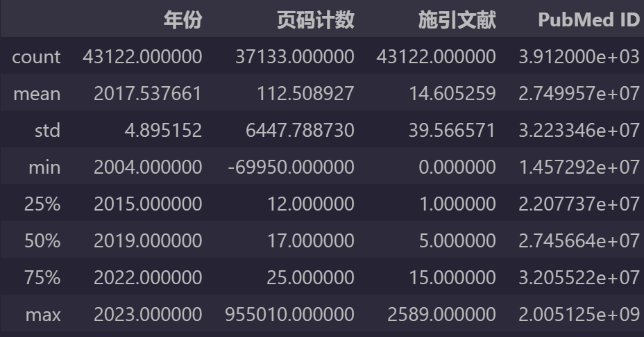 年份 页码计数 施引文献 PubMed ID
count 43122.000000 37133.000000 43122.000000 3.912000e+03
mean 2017.537661 112.508927 14.605259 2.749957e+07
std 4.895152 6447.788730 39.566571 3.223346e+07
min 2004.000000 -69950.000000 0.000000 1.457292e+07
25% 2015.000000 12.000000 1.000000 2.207737e+07
50% 2019.000000 17.000000 5.000000 2.745664e+07
75% 2022.000000 25.000000 15.000000 3.205522e+07
max 2023.000000 955010.000000 2589.000000 2.005125e+09